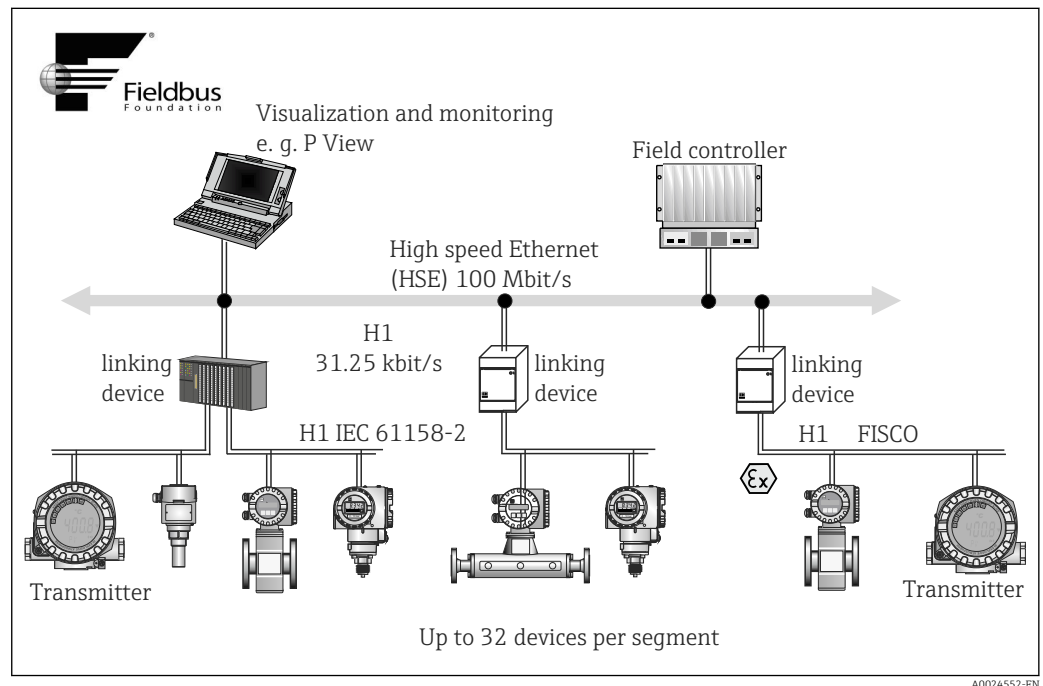 Fieldbus
Foundation
Visualization and monitoring
e. g. P View
Field controller
High speed Ethernet
(HSE) 100 Mbit/s
H1
31.25 kbit/s
linking
device
linking
device
linking
device
H1 IEC 61158-2
H1 FISCO
Ex
Transmitter
Transmitter
Up to 32 devices per segment
A0024552-EN